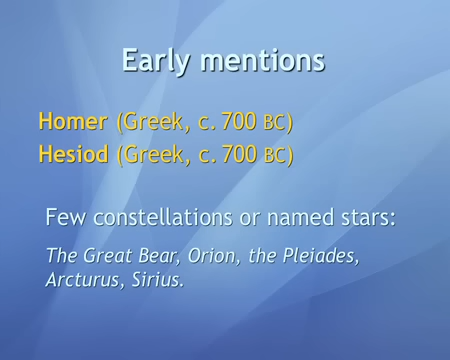 Early mentions
Homer (Greek, c. 700 BC)
Hesiod (Greek, c. 700 BC)
Few constellations or named stars:
The Great Bear, Orion, the Pleiades,
Arcturus, Sirius.